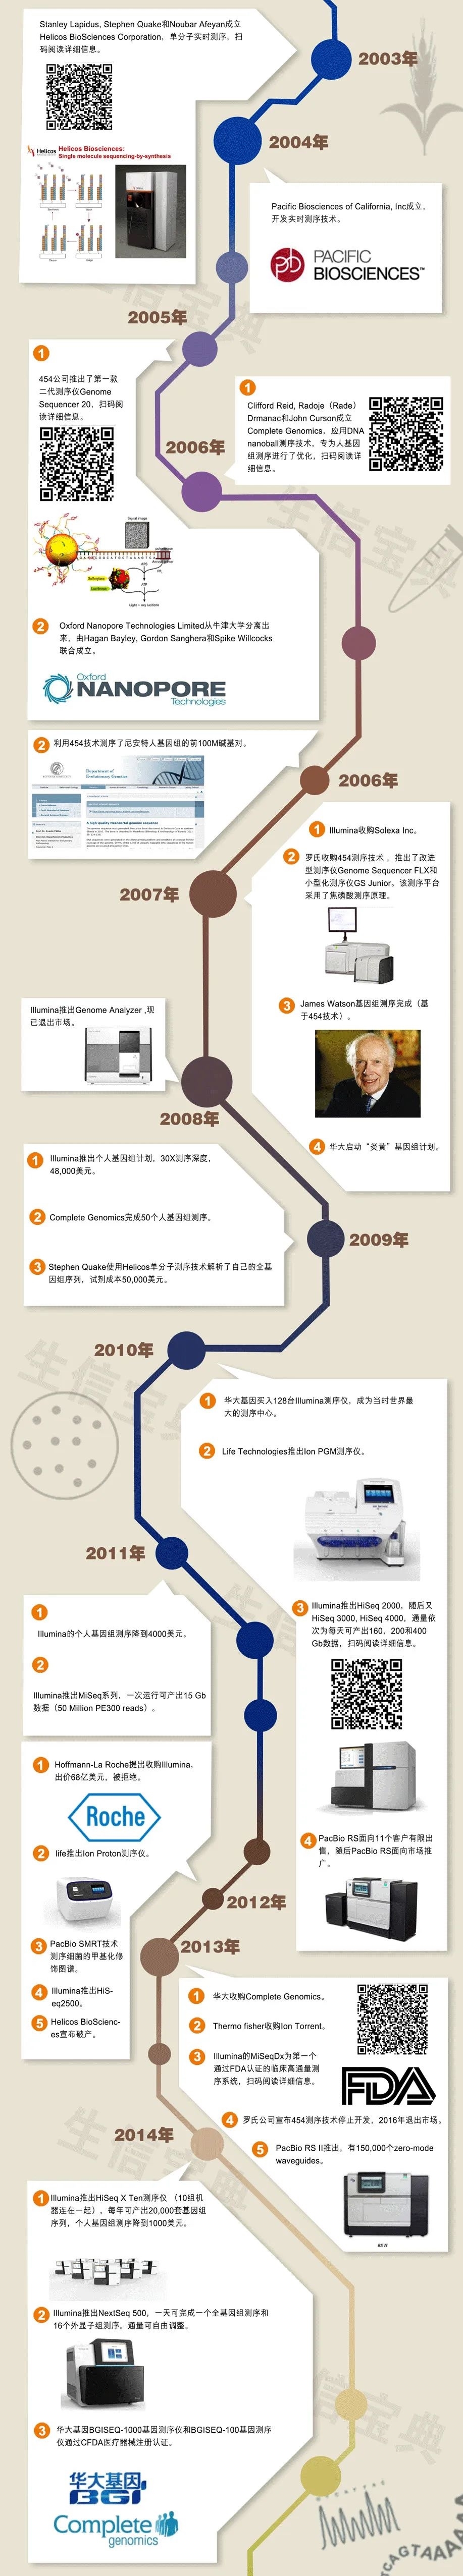 Stanley Lapidus, Stephen Quake和Noubar Afeyan成立
Helicos BioSciences Corporation，单分子实时测序，扫
码阅读详细信息。
2003年
Helicos
Helicos Biosciences:
Single molecule sequencing-by-synthesis
2004年
Pacific Biosciences of California, Inc成立，
开发实时测序技术。
PACIFIC
BIOSCIENCES™
2005年
1
454公司推出了第一款
二代测序仪Genome
Sequencer 20，扫码阅
读详细信息。
1
Clifford Reid, Radoje（Rade）
Drmanac和John Curson成立
Complete Genomics，应用DNA
nanoball测序技术，专为人基因
组测序进行了优化，扫码阅读详
细信息。
2006年
Signal image
Sulfurylase
Luciferase
Light + oxy luciferin
2 Oxford Nanopore Technologies Limited从牛津大学分离出
来，由Hagan Bayley, Gordon Sanghera和Spike Willcocks
联合成立。
Oxford
NANOPORE
Technologies
2 利用454技术测序了尼安特人基因组的前100M碱基对。
Department of
Evolutionary Genetics
A high quality Neandertal genome sequence
2006年
1 Illumina收购Solexa Inc。
2 罗氏收购454测序技术，推出了改进
型测序仪Genome Sequencer FLX和
小型化测序仪GS Junior。该测序平台
采用了焦磷酸测序原理。
2007年
3 James Watson基因组测序完成（基
于454技术）。
Illumina推出Genome Analyzer ,现
已退出市场。
2008年
4 华大启动“炎黄”基因组计划。
1 Illumina推出个人基因组计划，30X测序深度，
48,000美元。
2 Complete Genomics完成50个人基因组测序。
2009年
3 Stephen Quake使用Helicos单分子测序技术解析了自己的全基
因组序列，试剂成本50,000美元。
2010年
生信宝典
1 华大基因买入128台Illumina测序仪，成为当时世界最
大的测序中心。
2 Life Technologies推出Ion PGM测序仪。
2011年
1
Illumina的个人基因组测序降到4000美元。
2
Illumina推出MiSeq系列，一次运行可产出15 Gb
数据（50 Million PE300 reads）。
3 Illumina推出HiSeq 2000，随后又
HiSeq 3000, HiSeq 4000，通量依
次为每天可产出160，200和400
Gb数据，扫码阅读详细信息。
1 Hoffmann-La Roche提出收购Illumina，
出价68亿美元，被拒绝。
Roche
2 life推出Ion Proton测序仪。
4 PacBio RS面向11个客户有限出
售，随后PacBio RS面向市场推
广。
2012年
3 PacBio SMRT技术
测序细菌的甲基化修
饰图谱。
4 Illumina推出HiS-
eq2500。
5 Helicos BioScienc-
es宣布破产。
2013年
1 华大收购Complete Genomics。
2 Thermo fisher收购Ion Torrent。
3 Illumina的MiSeqDx为第一个
通过FDA认证的临床高通量测
序系统，扫码阅读详细信息。
FDA
4 罗氏公司宣布454测序技术停止开发，2016年退出市场。
2014年
5 PacBio RS II推出，有150,000个zero-mode
waveguides。
RS II
1 Illumina推出HiSeq X Ten测序仪 （10组机
器连在一起），每年可产出20,000套基因组
序列，个人基因组测序降到1000美元。
2 Illumina推出NextSeq 500，一天可完成一个全基因组测序和
16个外显子组测序。通量可自由调整。
3 华大基因BGISEQ-1000基因测序仪和BGISEQ-100基因测序
仪通过CFDA医疗器械注册认证。
华大基因
BGI
Complete
genomics
CAGTAAA